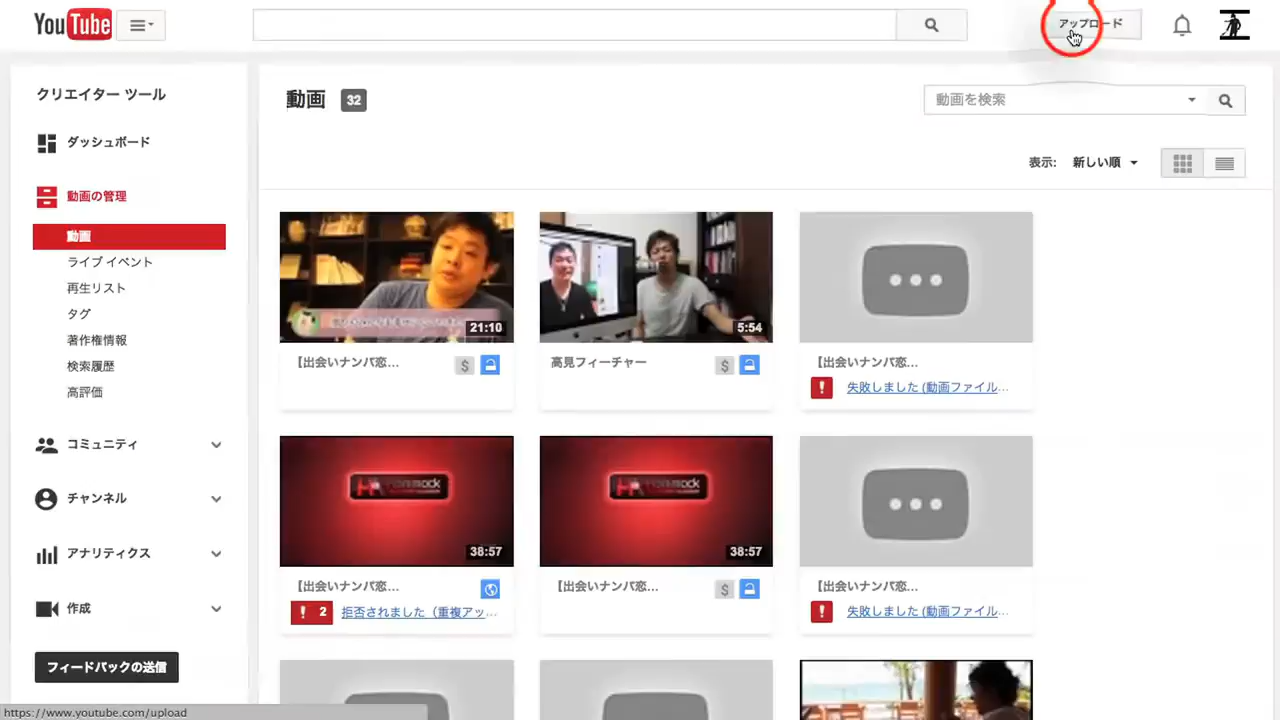 YouTube
アップロード
クリエイター ツール
ダッシュボード
動画の管理
動画
ライブ イベント
再生リスト
タグ
著作権情報
検索履歴
高評価
コミュニティ
チャンネル
アナリティクス
作成
フィードバックの送信
動画 32
動画を検索
表示: 新しい順
21:10
【出会いナンパ恋...
$
5:54
高見フィーチャー
$
【出会いナンパ恋...
! 失敗しました (動画ファイル...
38:57
【出会いナンパ恋...
! 2 拒否されました（重複アッ...
38:57
【出会いナンパ恋...
$
【出会いナンパ恋...
! 失敗しました (動画ファイル...
https://www.youtube.com/upload